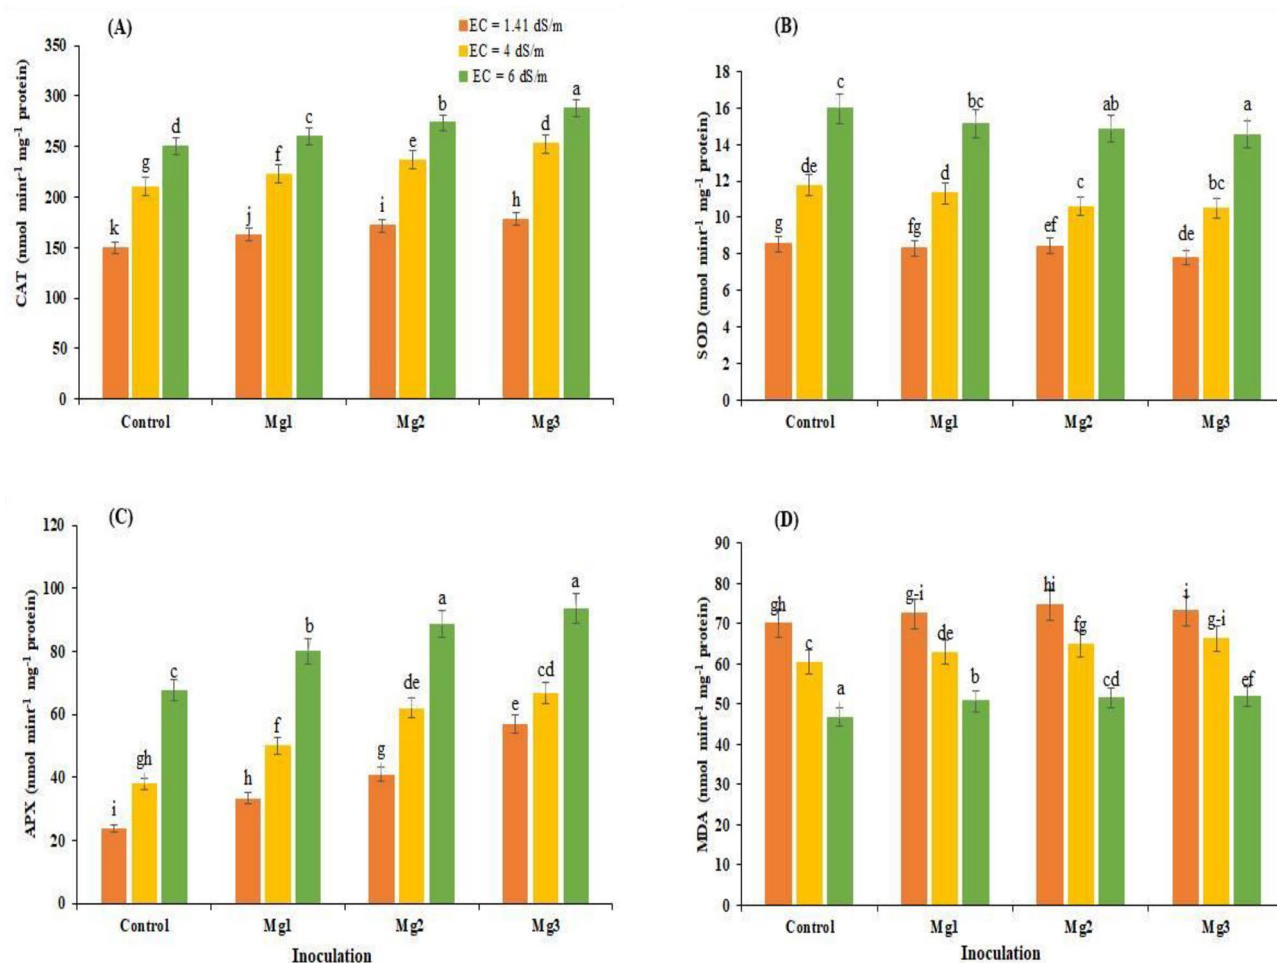 (A)
EC = 1.41 dS/m
EC = 4 dS/m
EC = 6 dS/m
CAT (nmol mint⁻¹ mg⁻¹ protein)
350
300
250
200
150
100
50
0
k g d
j f c
i e b
h d a
Control Mg1 Mg2 Mg3
(B)
SOD (nmol mint⁻¹ mg⁻¹ protein)
18
16
14
12
10
8
6
4
2
0
g de c
fg d bc
ef c ab
de bc a
Control Mg1 Mg2 Mg3
(C)
APX (nmol mint⁻¹ mg⁻¹ protein)
120
100
80
60
40
20
0
i gh c
h f b
g de a
e cd a
Control Mg1 Mg2 Mg3
Inoculation
(D)
MDA (nmol mint⁻¹ mg⁻¹ protein)
90
80
70
60
50
40
30
20
10
0
gh c a
g-i de b
hi fg cd
i g-i ef
Control Mg1 Mg2 Mg3
Inoculation